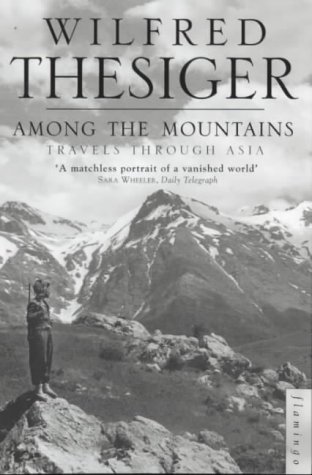 WILFRED
THESIGER
AMONG THE MOUNTAINS
TRAVELS THROUGH ASIA
'A matchless portrait of a vanished world'
SARA WHEELER, Daily Telegraph
flamingo